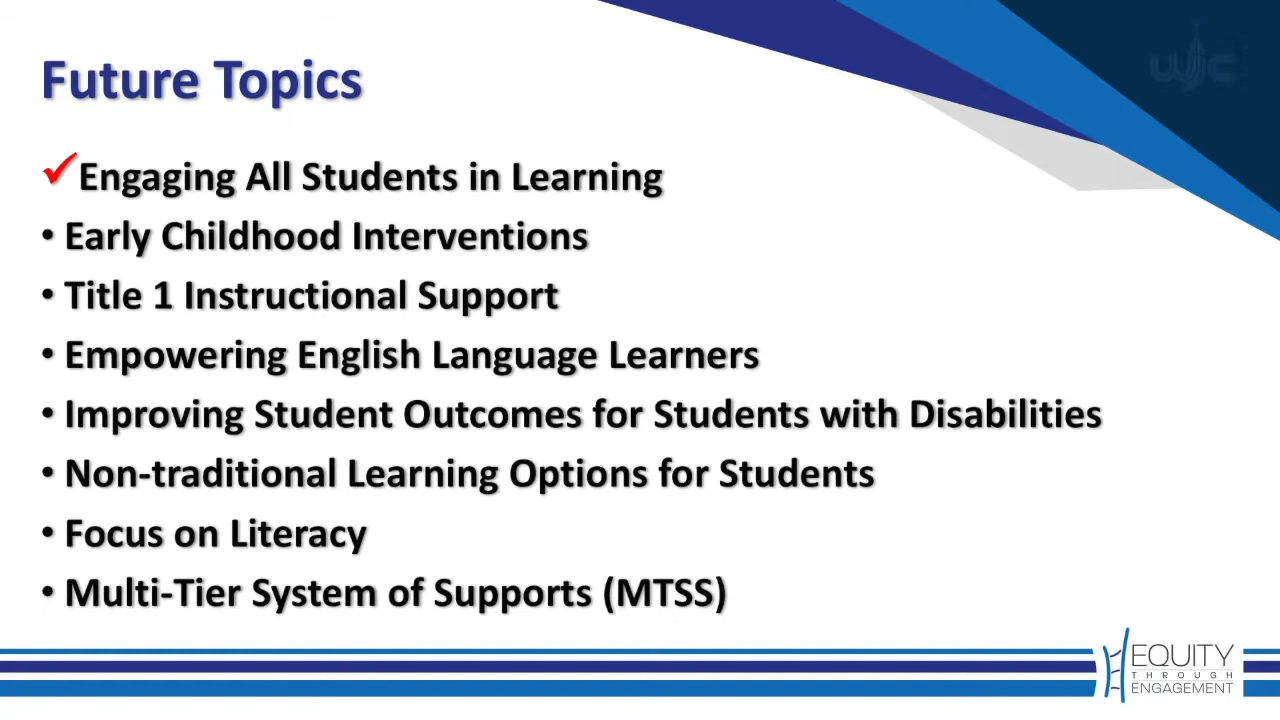 Future Topics
✓Engaging All Students in Learning
• Early Childhood Interventions
• Title 1 Instructional Support
• Empowering English Language Learners
• Improving Student Outcomes for Students with Disabilities
• Non-traditional Learning Options for Students
• Focus on Literacy
• Multi-Tier System of Supports (MTSS)
EQUITY
THROUGH
ENGAGEMENT